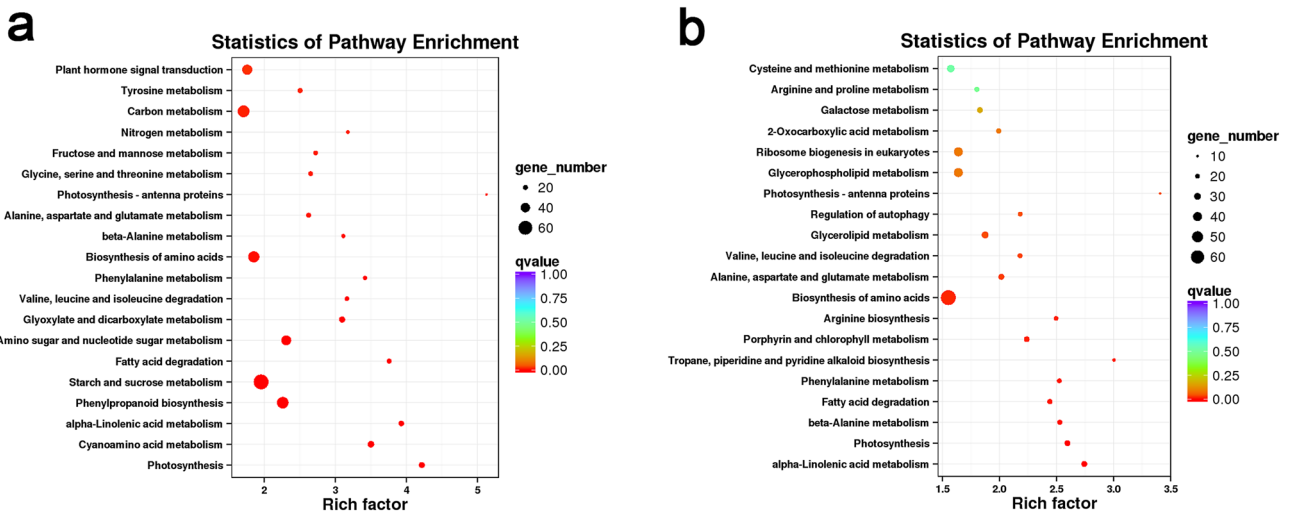 a
Statistics of Pathway Enrichment
Plant hormone signal transduction
Tyrosine metabolism
Carbon metabolism
Nitrogen metabolism
Fructose and mannose metabolism
Glycine, serine and threonine metabolism
Photosynthesis - antenna proteins
Alanine, aspartate and glutamate metabolism
beta-Alanine metabolism
Biosynthesis of amino acids
Phenylalanine metabolism
Valine, leucine and isoleucine degradation
Glyoxylate and dicarboxylate metabolism
Amino sugar and nucleotide sugar metabolism
Fatty acid degradation
Starch and sucrose metabolism
Phenylpropanoid biosynthesis
alpha-Linolenic acid metabolism
Cyanoamino acid metabolism
Photosynthesis
2 3 4 5
Rich factor
gene_number
20
40
60
qvalue
1.00
0.75
0.50
0.25
0.00
b
Statistics of Pathway Enrichment
Cysteine and methionine metabolism
Arginine and proline metabolism
Galactose metabolism
2-Oxocarboxylic acid metabolism
Ribosome biogenesis in eukaryotes
Glycerophospholipid metabolism
Photosynthesis - antenna proteins
Regulation of autophagy
Glycerolipid metabolism
Valine, leucine and isoleucine degradation
Alanine, aspartate and glutamate metabolism
Biosynthesis of amino acids
Arginine biosynthesis
Porphyrin and chlorophyll metabolism
Tropane, piperidine and pyridine alkaloid biosynthesis
Phenylalanine metabolism
Fatty acid degradation
beta-Alanine metabolism
Photosynthesis
alpha-Linolenic acid metabolism
1.5 2.0 2.5 3.0 3.5
Rich factor
gene_number
10
20
30
40
50
60
qvalue
1.00
0.75
0.50
0.25
0.00